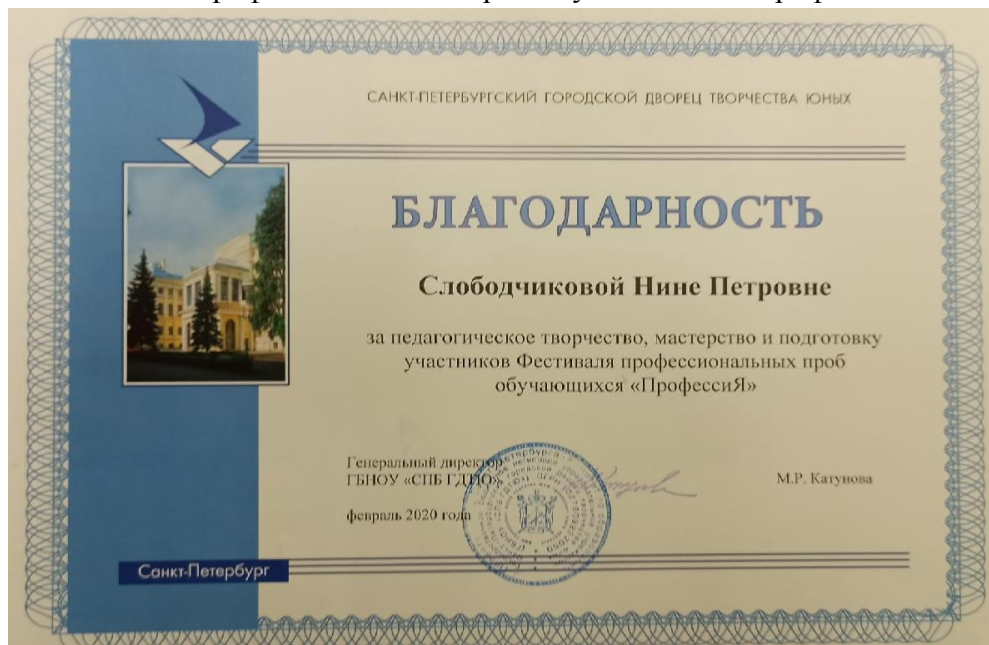 САНКТ-ПЕТЕРБУРГСКИЙ ГОРОДСКОЙ ДВОРЕЦ ТВОРЧЕСТВА ЮНЫХ
БЛАГОДАРНОСТЬ
Слободчиковой Нине Петровне
за педагогическое творчество, мастерство и подготовку
участников Фестиваля профессиональных проб
обучающихся «ПрофессиЯ»
Генеральный директор
ГБНОУ «СПБ ГДТЮ»
М.Р. Катунова
февраль 2020 года
Санкт-Петербург